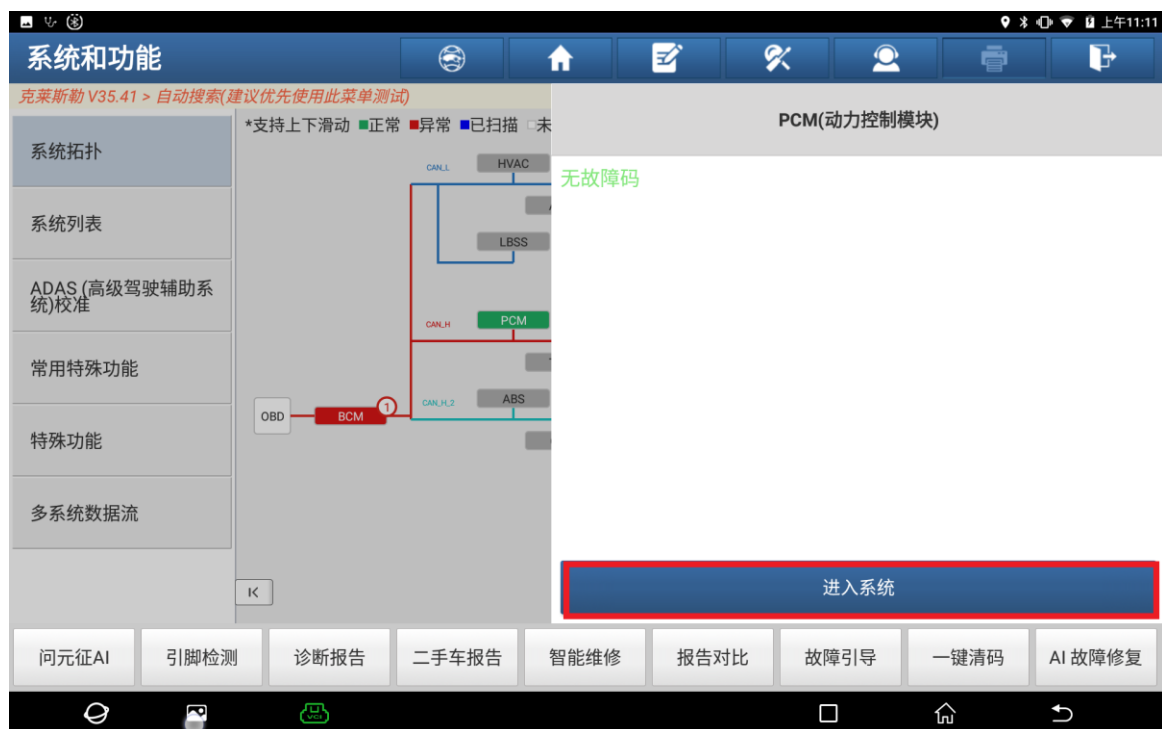 上午11:11
系统和功能
克莱斯勒 V35.41 > 自动搜索(建议优先使用此菜单测试)
系统拓扑
系统列表
ADAS (高级驾驶辅助系
统)校准
常用特殊功能
特殊功能
多系统数据流
*支持上下滑动 正常 异常 已扫描 未
CAN_L
HVAC
LBSS
CAN_H
PCM
OBD
BCM
1
CAN_H_2
ABS
PCM(动力控制模块)
无故障码
进入系统
问元征AI
引脚检测
诊断报告
二手车报告
智能维修
报告对比
故障引导
一键清码
AI 故障修复
VCI